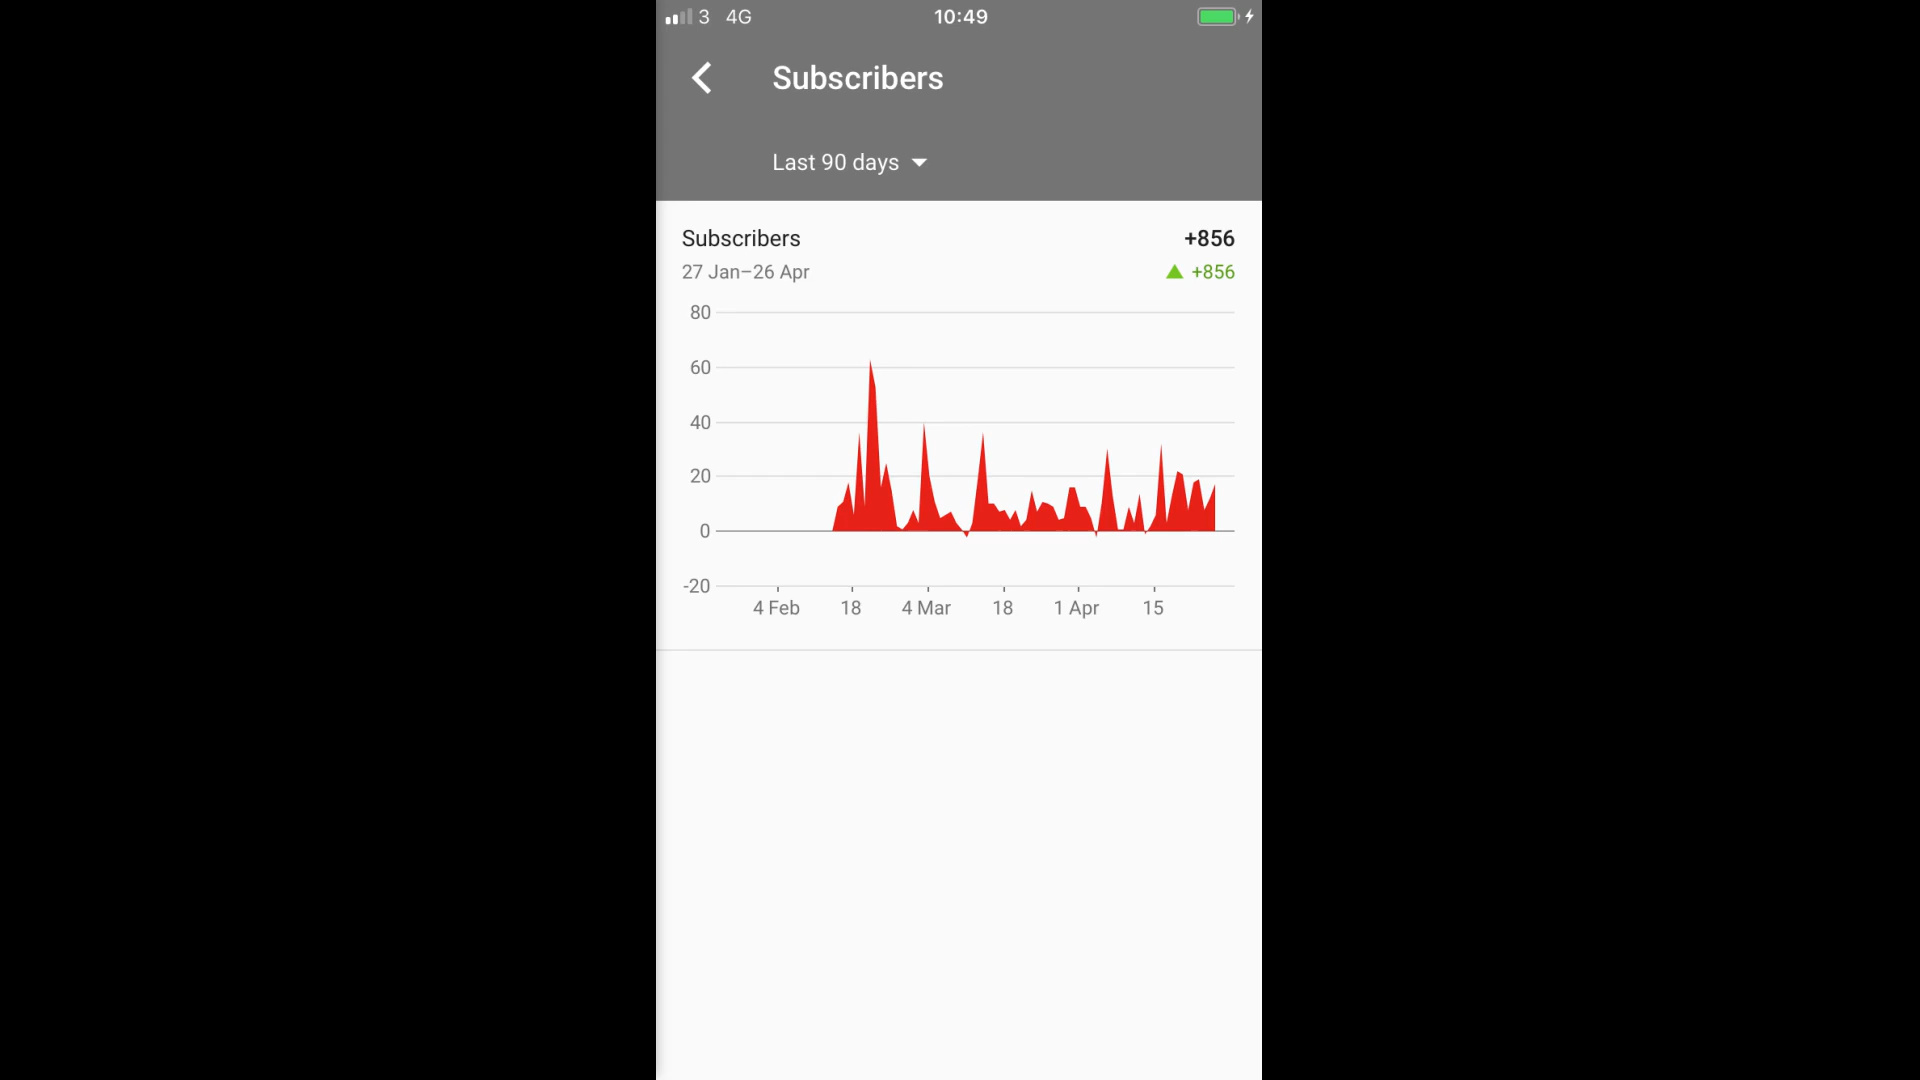 3 4G 10:49
Subscribers
Last 90 days
Subscribers +856
27 Jan–26 Apr +856
80
60
40
20
0
-20
4 Feb 18 4 Mar 18 1 Apr 15